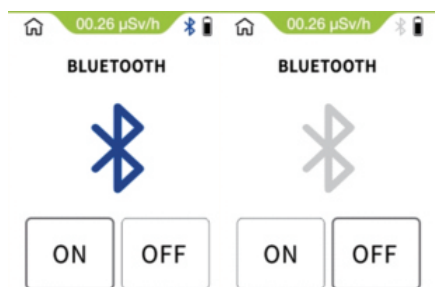 00.26 µSv/h 00.26 µSv/h
BLUETOOTH BLUETOOTH
ON OFF ON OFF